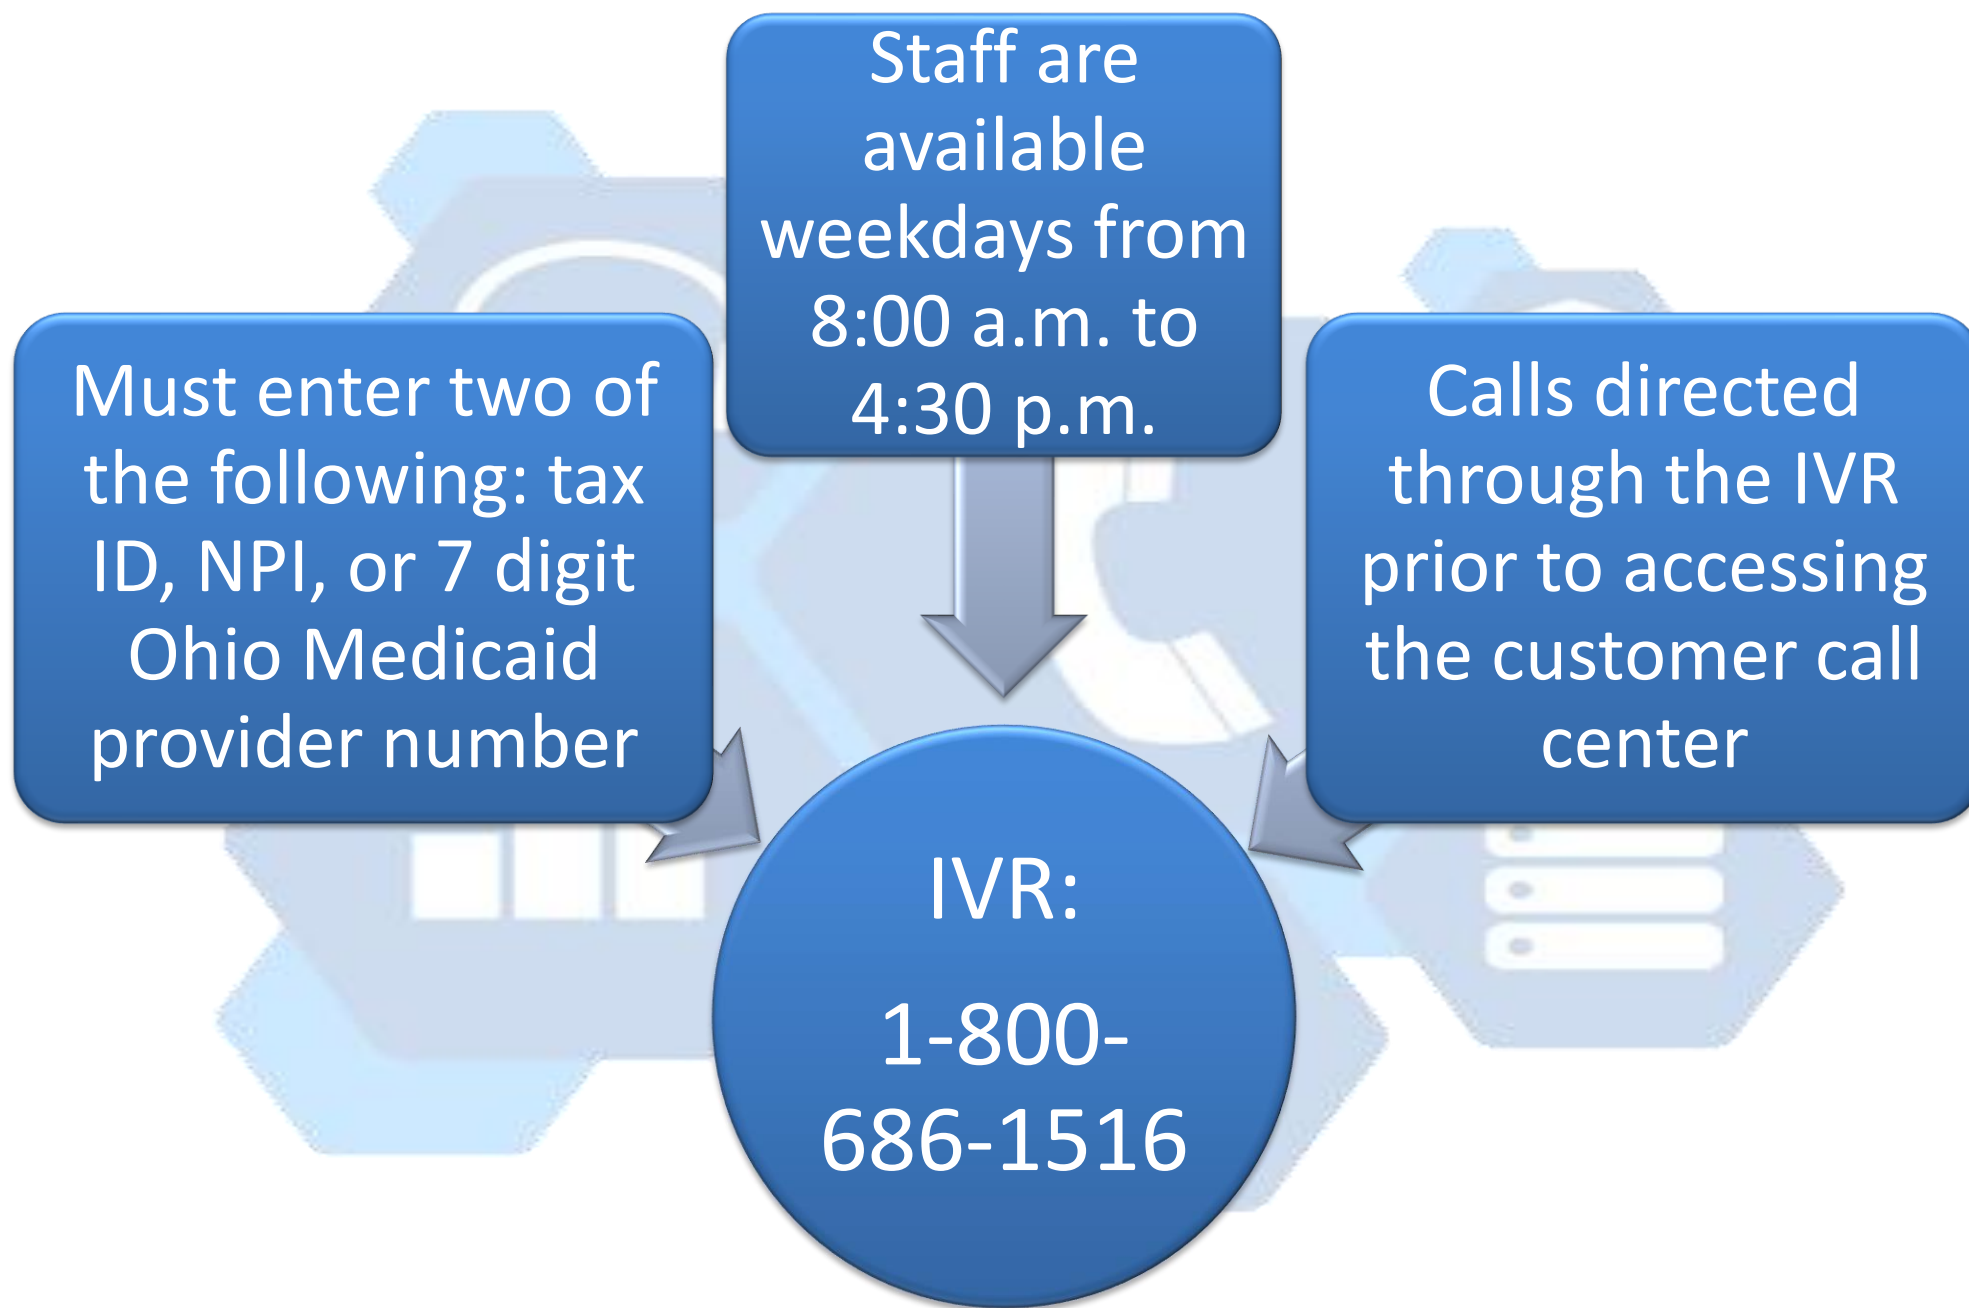 Staff are
available
weekdays from
8:00 a.m. to
4:30 p.m.
Must enter two of
the following: tax
ID, NPI, or 7 digit
Ohio Medicaid
provider number
Calls directed
through the IVR
prior to accessing
the customer call
center
IVR:
1-800-
686-1516